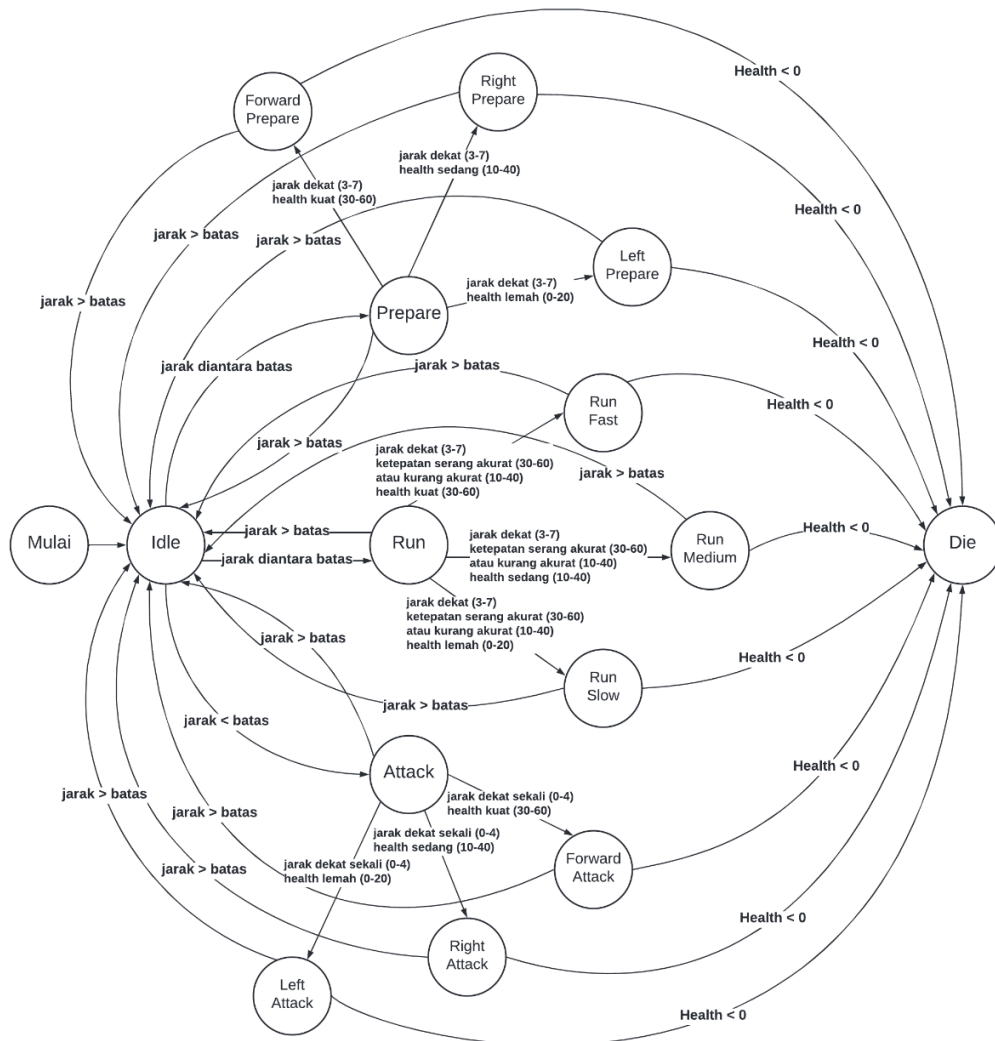 Health < 0
Right
Prepare
Forward
Prepare
jarak dekat (3-7)
health sedang (10-40)
jarak dekat (3-7)
health kuat (30-60)
Health < 0
jarak > batas
jarak > batas
Left
Prepare
jarak dekat (3-7)
health lemah (0-20)
jarak > batas
Prepare
Health < 0
jarak diantara batas
jarak > batas
Run
Fast
Health < 0
jarak > batas
jarak dekat (3-7)
ketepatan serang akurat (30-60)
atau kurang akurat (10-40)
health kuat (30-60)
jarak > batas
Mulai
Idle
jarak > batas
jarak diantara batas
Run
jarak dekat (3-7)
ketepatan serang akurat (30-60)
atau kurang akurat (10-40)
health sedang (10-40)
Run
Medium
Health < 0
Die
jarak dekat (3-7)
ketepatan serang akurat (30-60)
atau kurang akurat (10-40)
health lemah (0-20)
jarak > batas
Health < 0
Run
Slow
jarak > batas
jarak < batas
Attack
Health < 0
jarak > batas
jarak > batas
jarak dekat sekali (0-4)
health kuat (30-60)
jarak dekat sekali (0-4)
health sedang (10-40)
jarak > batas
jarak dekat sekali (0-4)
health lemah (0-20)
Forward
Attack
Health < 0
Right
Attack
Left
Attack
Health < 0